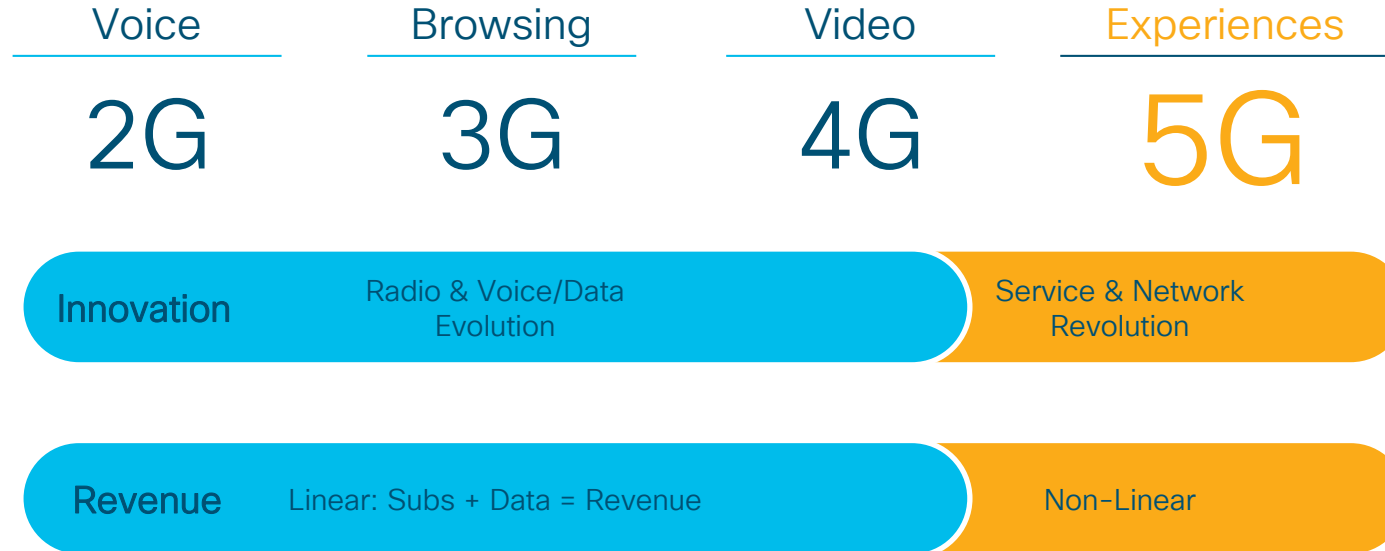 Voice
Browsing
Video
Experiences
2G
3G
4G
5G
Innovation
Radio & Voice/Data
Evolution
Service & Network
Revolution
Revenue
Linear: Subs + Data = Revenue
Non-Linear